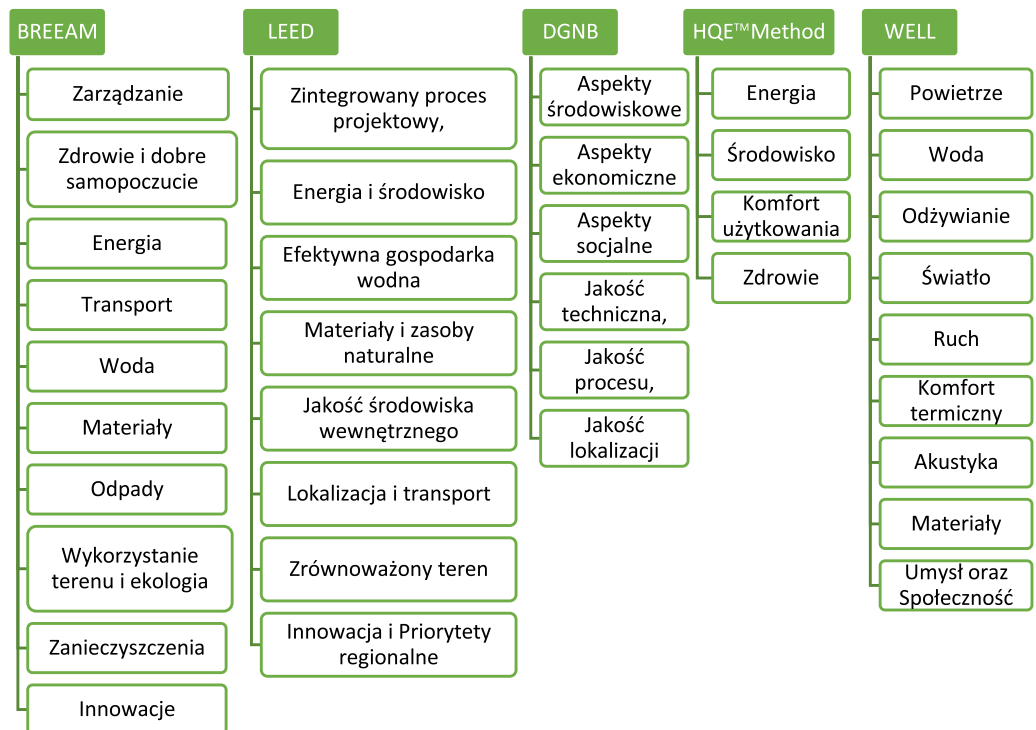 BREEAM
Zarządzanie
Zdrowie i dobre
samopoczucie
Energia
Transport
Woda
Materiały
Odpady
Wykorzystanie
terenu i ekologia
Zanieczyszczenia
Innowacje
LEED
Zintegrowany proces
projektowy,
Energia i środowisko
Efektywna gospodarka
wodna
Materiały i zasoby
naturalne
Jakość środowiska
wewnętrznego
Lokalizacja i transport
Zrównoważony teren
Innowacja i Priorytety
regionalne
DGNB
Aspekty
środowiskowe
Aspekty
ekonomiczne
Aspekty
socjalne
Jakość
techniczna,
Jakość
procesu,
Jakość
lokalizacji
HQE™Method
Energia
Środowisko
Komfort
użytkowania
Zdrowie
WELL
Powietrze
Woda
Odżywianie
Światło
Ruch
Komfort
termiczny
Akustyka
Materiały
Umysł oraz
Społeczność